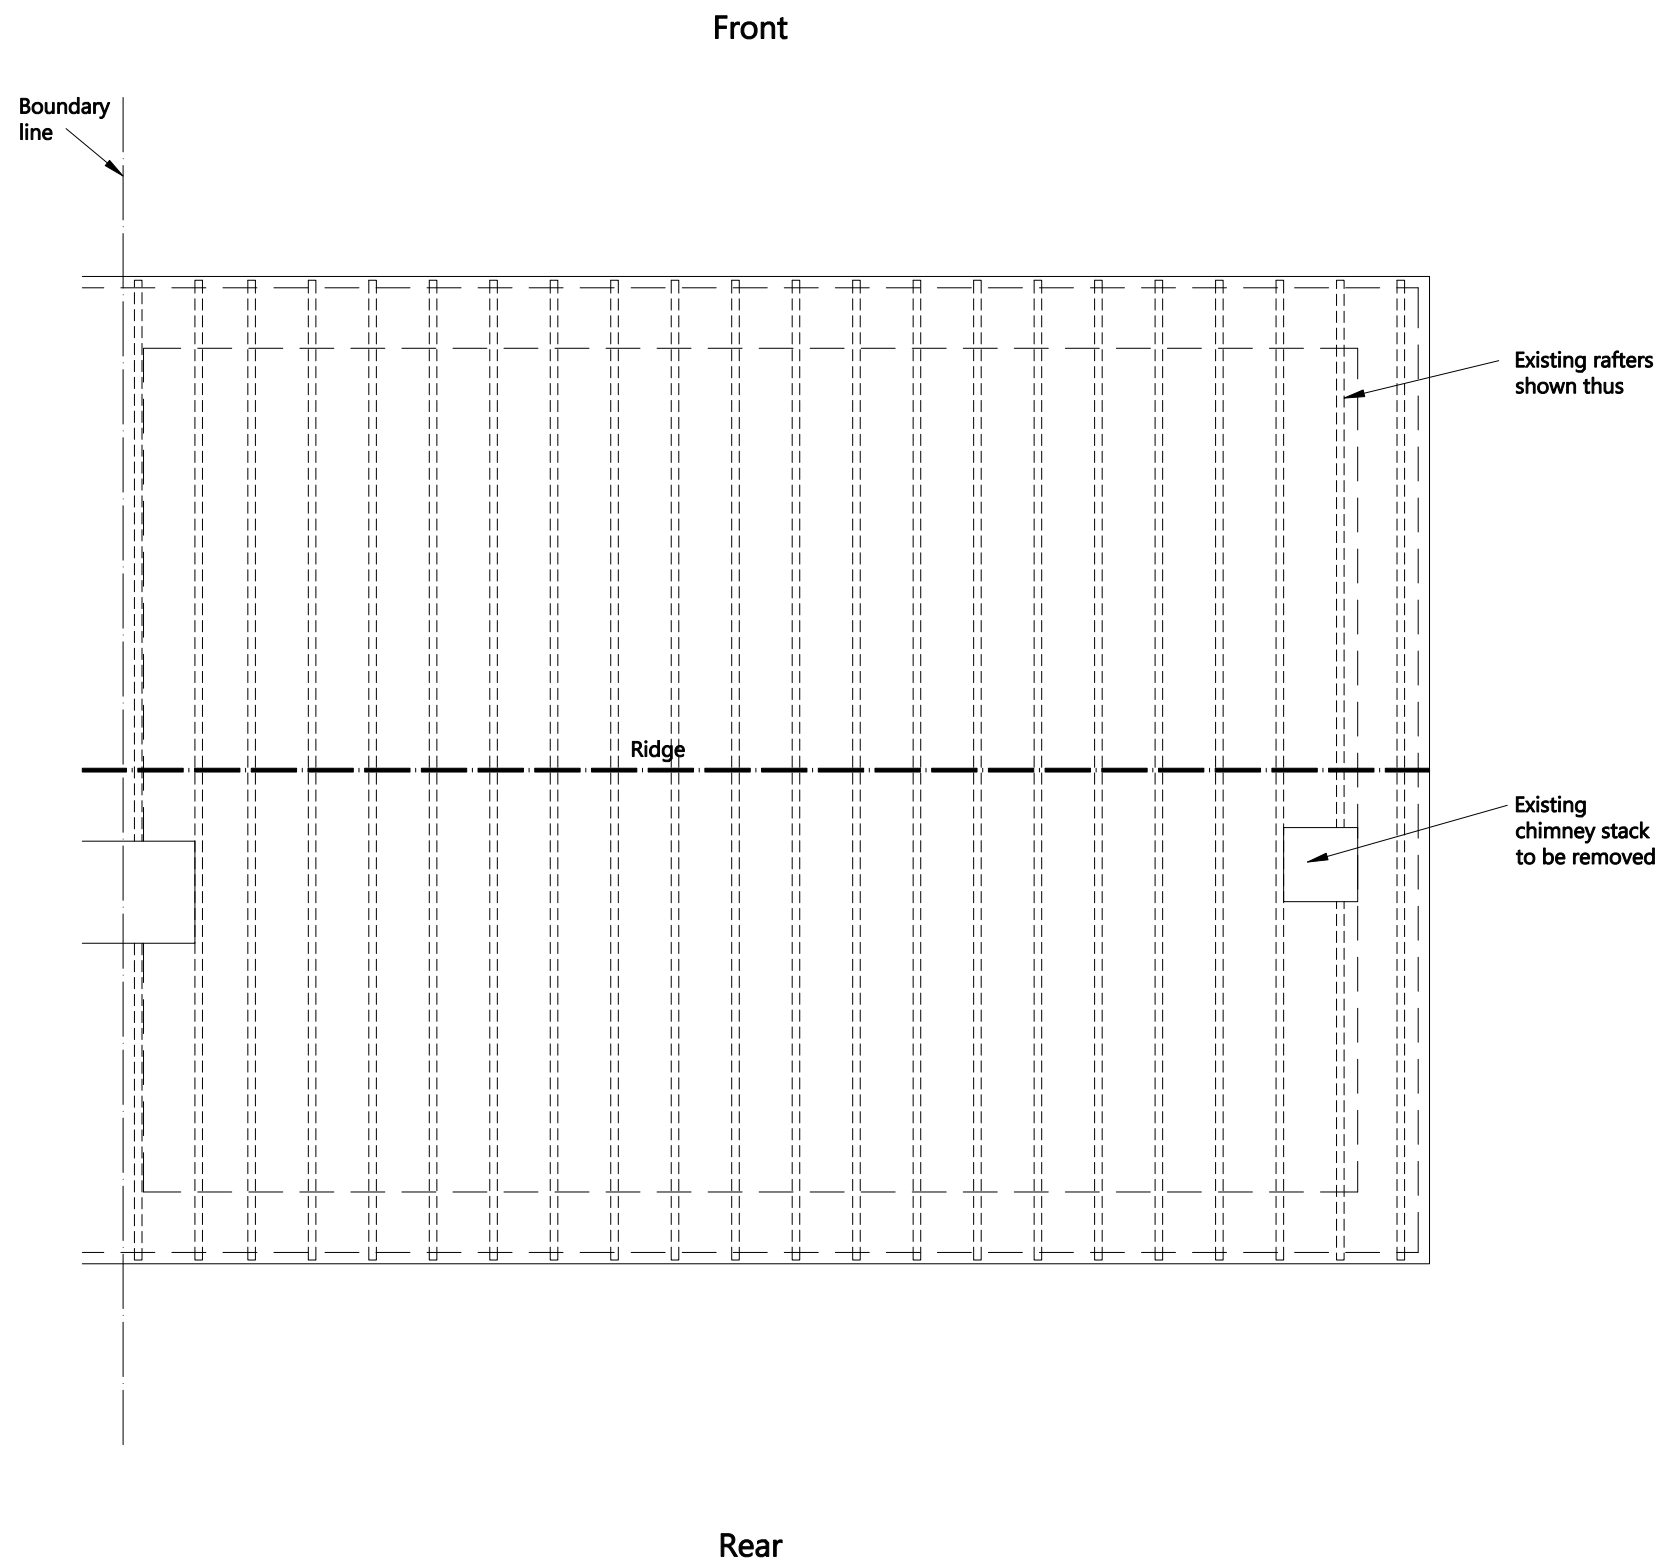 Front
Boundary
line
Existing rafters
shown thus
Ridge
Existing
chimney stack
to be removed
Rear